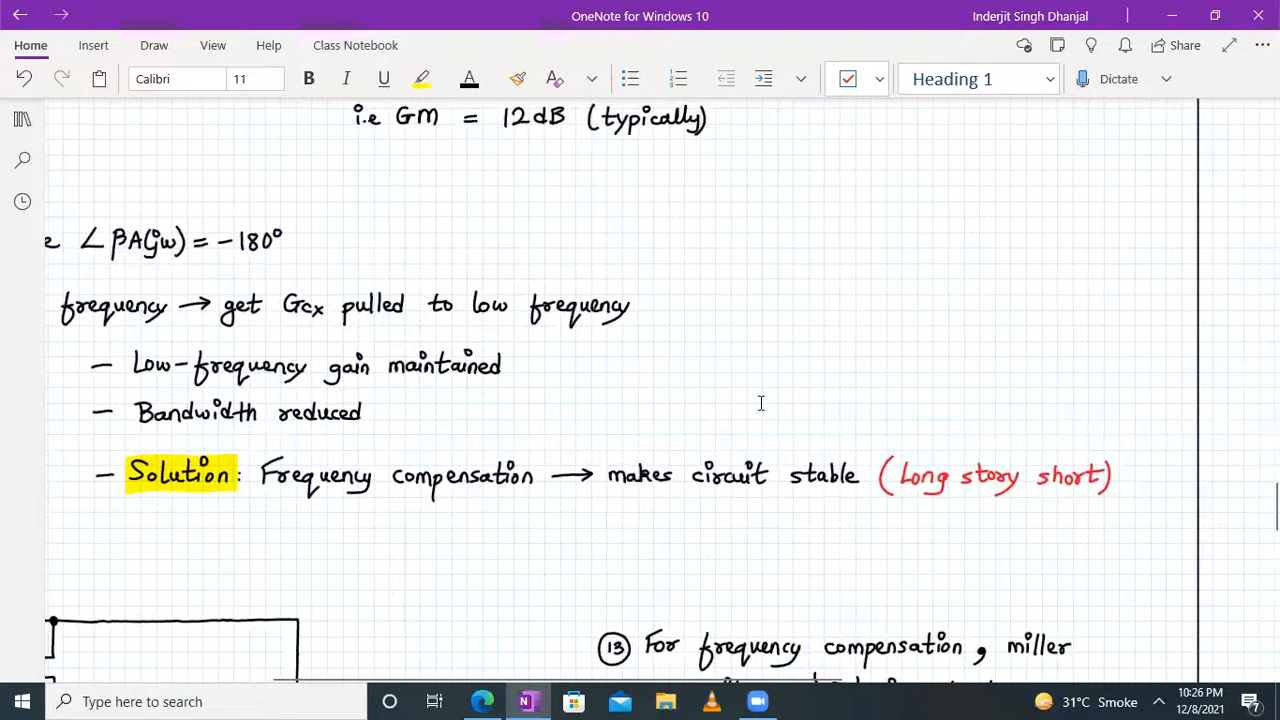 OneNote for Windows 10
Inderjit Singh Dhanjal
Home Insert Draw View Help Class Notebook
Share
Calibri 11 B I U A Heading 1 Dictate
i.e GM = 12dB (typically)
∠βA(jω) = -180°
frequency → get Gcx pulled to low frequency
- Low-frequency gain maintained
- Bandwidth reduced
- Solution: Frequency compensation → makes circuit stable (Long story short)
13 For frequency compensation, miller
Type here to search
31°C Smoke
10:26 PM
12/8/2021
7